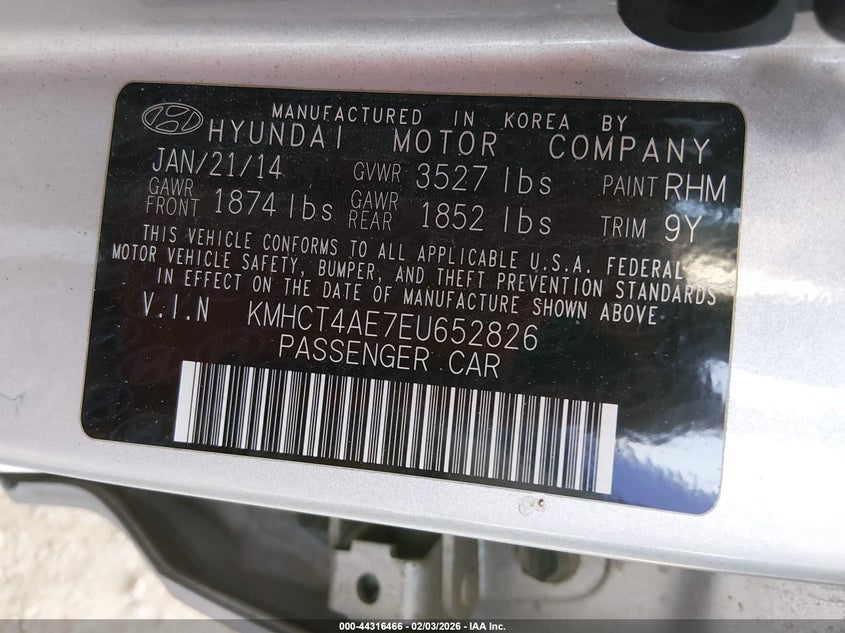 MANUFACTURED IN KOREA BY
HYUNDAI MOTOR COMPANY
JAN/21/14 GVWR 3527 lbs PAINT RHM
GAWR FRONT 1874 lbs GAWR REAR 1852 lbs TRIM 9Y
THIS VEHICLE CONFORMS TO ALL APPLICABLE U.S.A. FEDERAL
MOTOR VEHICLE SAFETY, BUMPER, AND THEFT PREVENTION STANDARDS
IN EFFECT ON THE DATE OF MANUFACTURE SHOWN ABOVE
V.I.N KMHCT4AE7EU652826
PASSENGER CAR
000-44316466 - 02/03/2026 - IAA Inc.